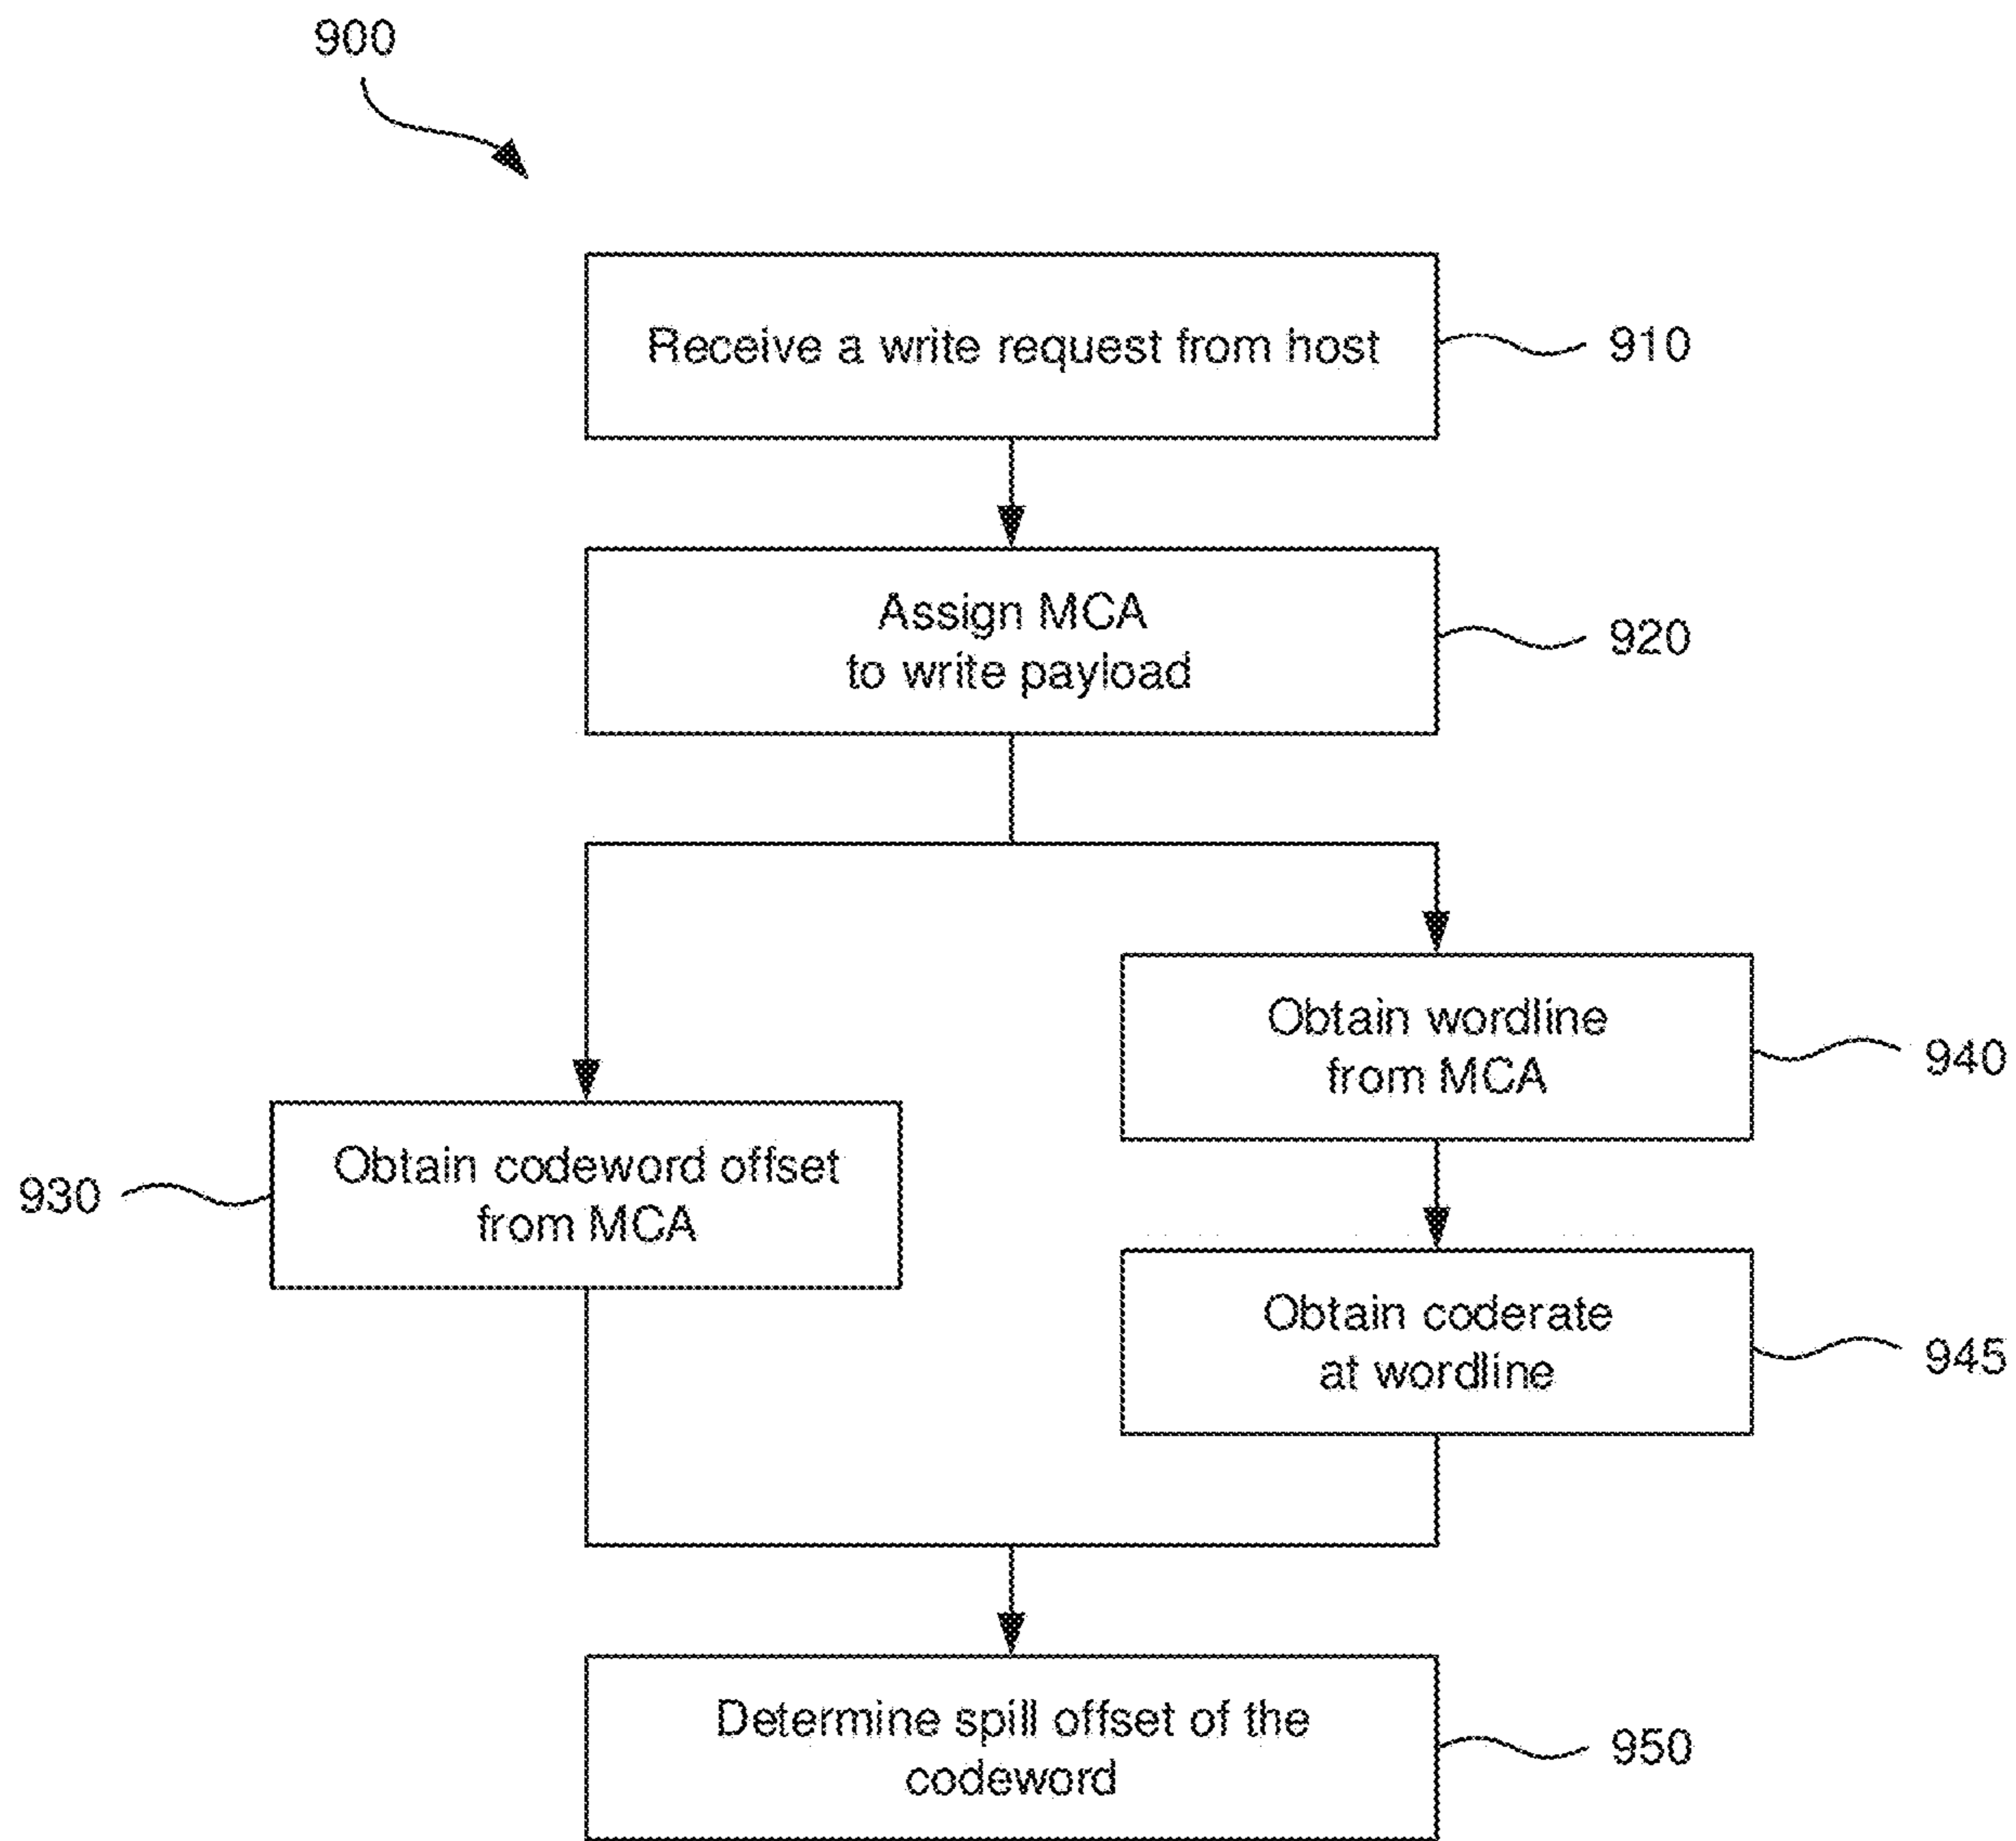 900
Receive a write request from host
910
Assign MCA
to write payload
920
Obtain wordline
from MCA
940
Obtain codeword offset
from MCA
930
Obtain coderate
at wordline
945
Determine spill offset of the
codeword
950